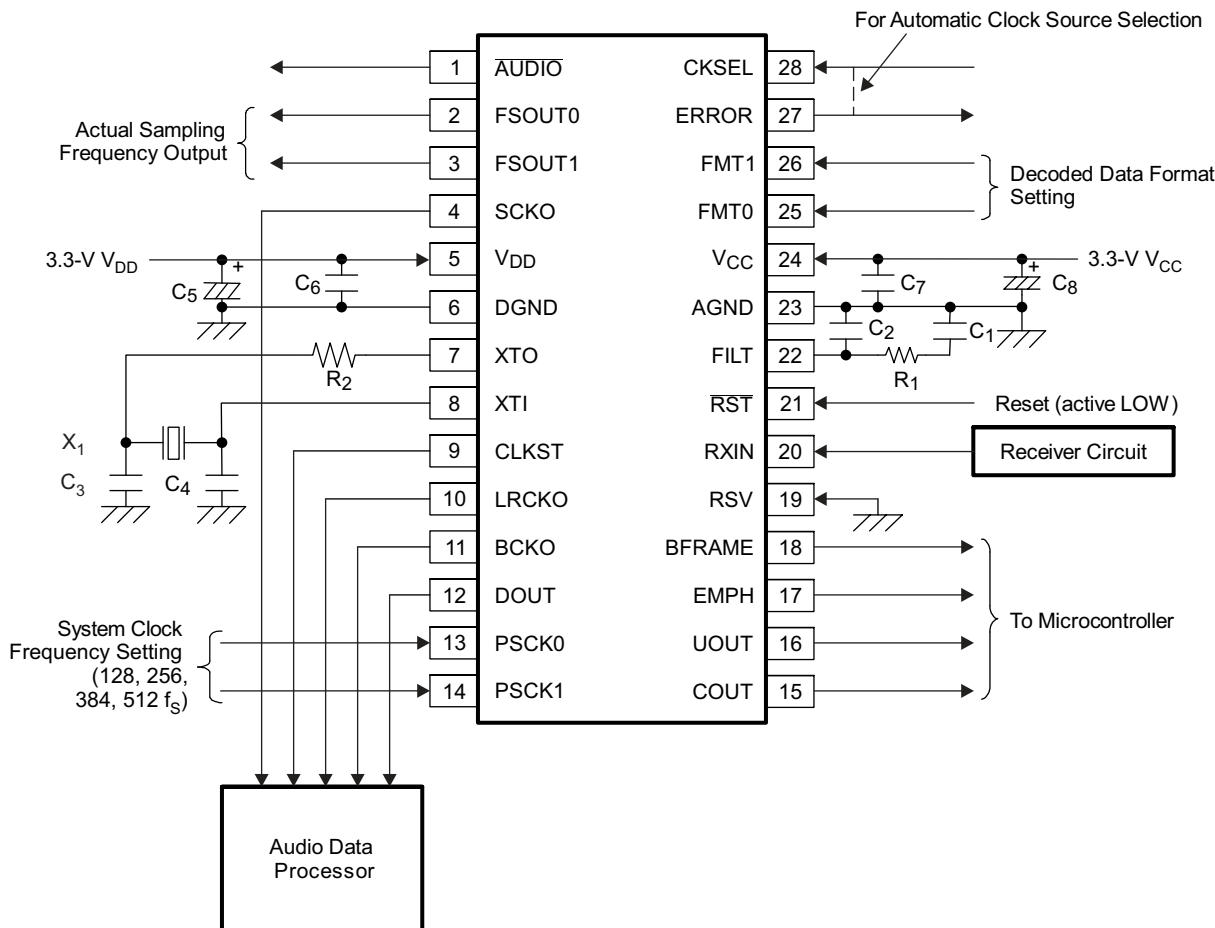 For Automatic Clock Source Selection
1 AUDIO CKSEL 28
Actual Sampling
Frequency Output
2 FSOUT0 ERROR 27
3 FSOUT1 FMT1 26
Decoded Data Format
Setting
4 SCKO FMT0 25
3.3-V VDD
C5 + C6
5 VDD VCC 24
C7 + C8
3.3-V VCC
6 DGND AGND 23
C2 C1
R2
7 XTO FILT 22
R1
8 XTI RST 21
Reset (active LOW)
X1
C3 C4
9 CLKST RXIN 20
Receiver Circuit
10 LRCKO RSV 19
11 BCKO BFRAME 18
12 DOUT EMPH 17
To Microcontroller
System Clock
Frequency Setting
(128, 256,
384, 512 fS)
13 PSCK0 UOUT 16
14 PSCK1 COUT 15
Audio Data
Processor